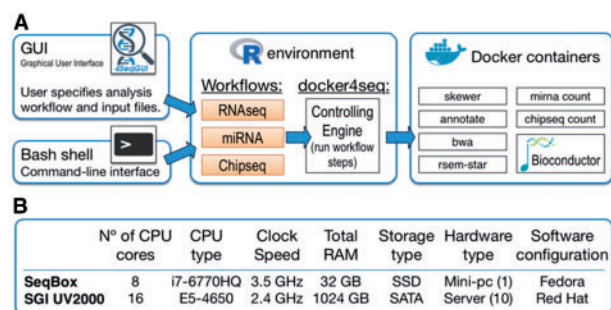 A
GUI
Graphical User Interface
4SeqGUI
User specifies analysis
workflow and input files.
Bash shell
Command-line interface
>_
R environment
Workflows:
RNAseq
miRNA
Chipseq
docker4seq:
Controlling
Engine
(run workflow
steps)
Docker containers
skewer
annotate
bwa
rsem-star
mirna count
chipseq count
Bioconductor
B
Nº of CPU cores CPU type Clock Speed Total RAM Storage type Hardware type Software configuration
SeqBox 8 i7-6770HQ 3.5 GHz 32 GB SSD Mini-pc (1) Fedora
SGI UV2000 16 E5-4650 2.4 GHz 1024 GB SATA Server (10) Red Hat